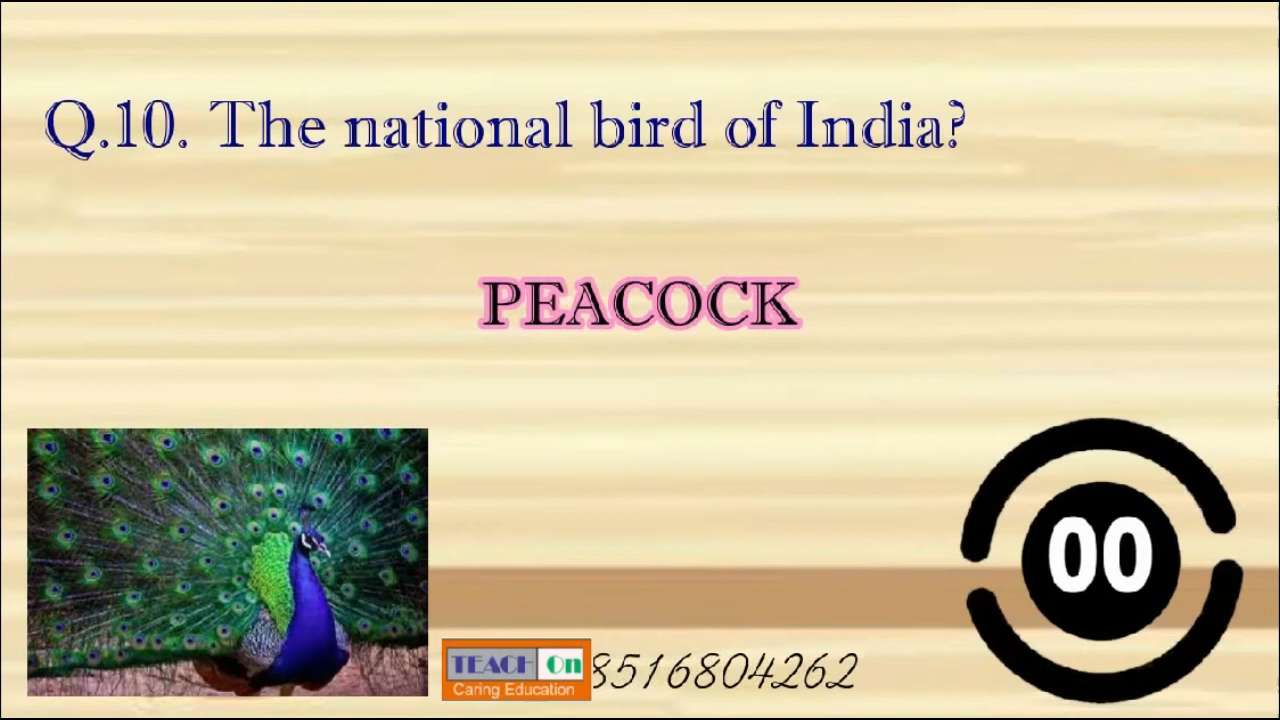 Q.10. The national bird of India?
PEACOCK
00
TEACH On
Caring Education
8516804262